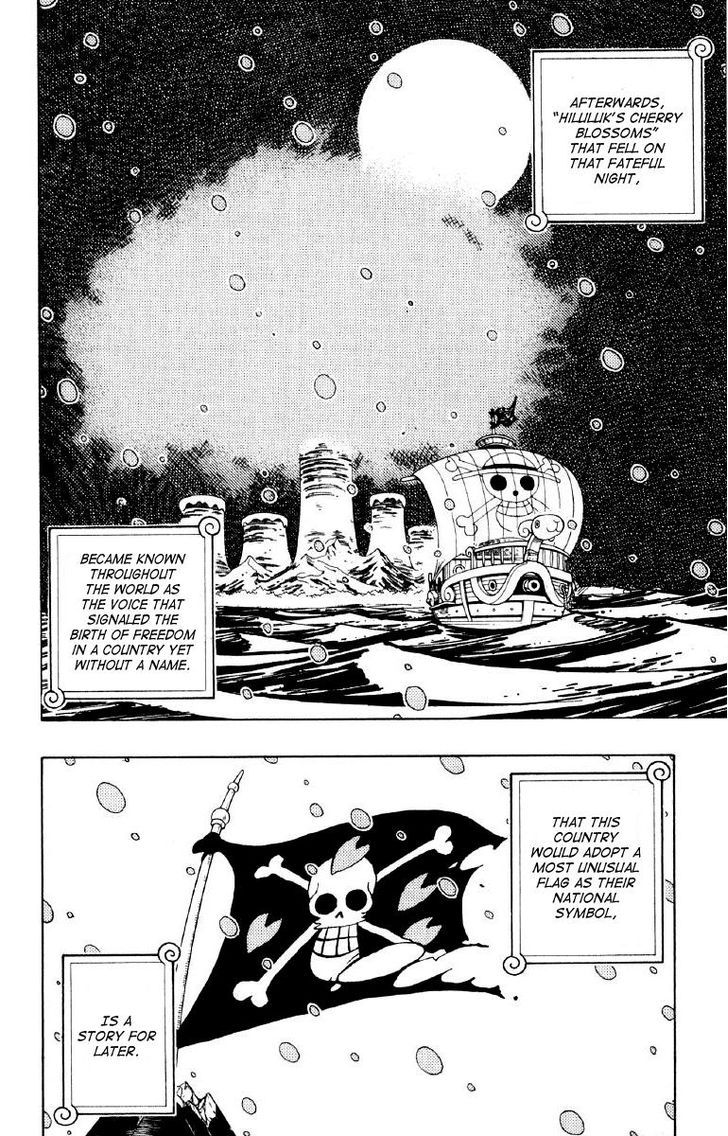 AFTERWARDS,
"HILULUK'S CHERRY
BLOSSOMS"
THAT FELL ON
THAT FATEFUL
NIGHT,
BECAME KNOWN
THROUGHOUT
THE WORLD AS
THE VOICE THAT
SIGNALED THE
BIRTH OF FREEDOM
IN A COUNTRY YET
WITHOUT A NAME.
THAT THIS
COUNTRY
WOULD ADOPT A
MOST UNUSUAL
FLAG AS THEIR
NATIONAL
SYMBOL,
IS A
STORY FOR
LATER.